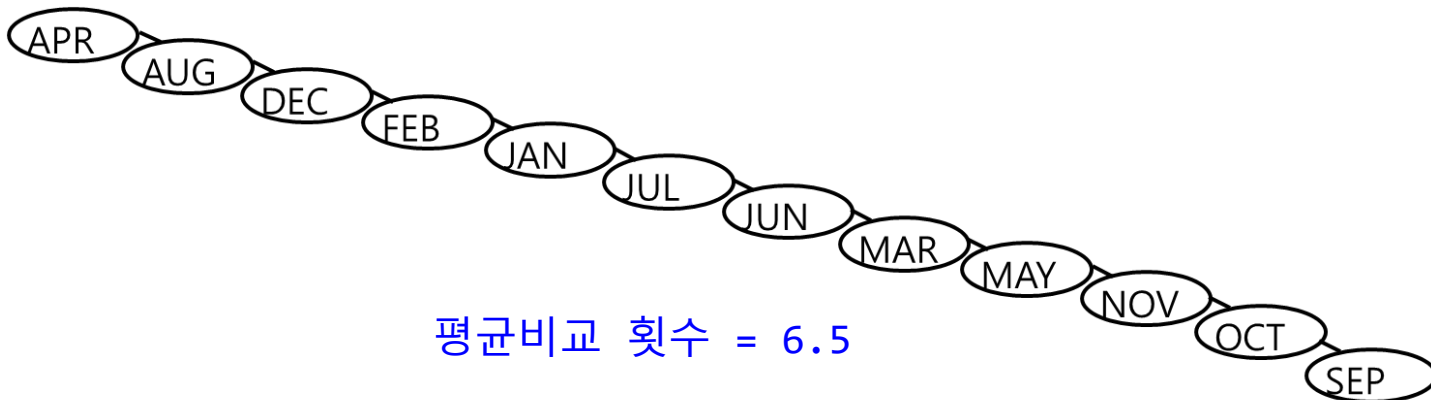 APR
AUG
DEC
FEB
JAN
JUL
JUN
MAR
MAY
NOV
OCT
SEP
평균비교 횟수 = 6.5